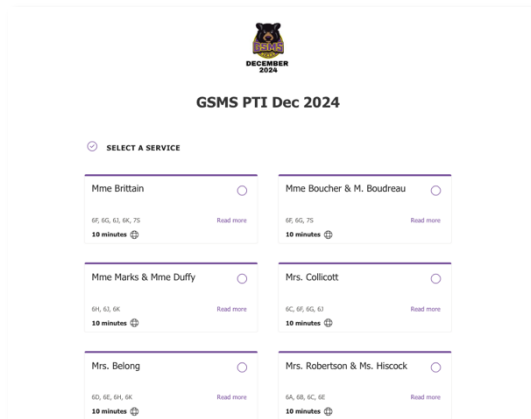 GSMS
DECEMBER
2024
GSMS PTI Dec 2024
SELECT A SERVICE
Mme Brittain
6F, 6G, 6J, 6K, 7S
Read more
10 minutes
Mme Boucher & M. Boudreau
6F, 6G, 7S
Read more
10 minutes
Mme Marks & Mme Duffy
6H, 6J, 6K
Read more
10 minutes
Mrs. Collicott
6C, 6F, 6G, 6J
Read more
10 minutes
Mrs. Belong
6D, 6E, 6H, 6K
Read more
10 minutes
Mrs. Robertson & Ms. Hiscock
6A, 6B, 6C, 6E
Read more
10 minutes